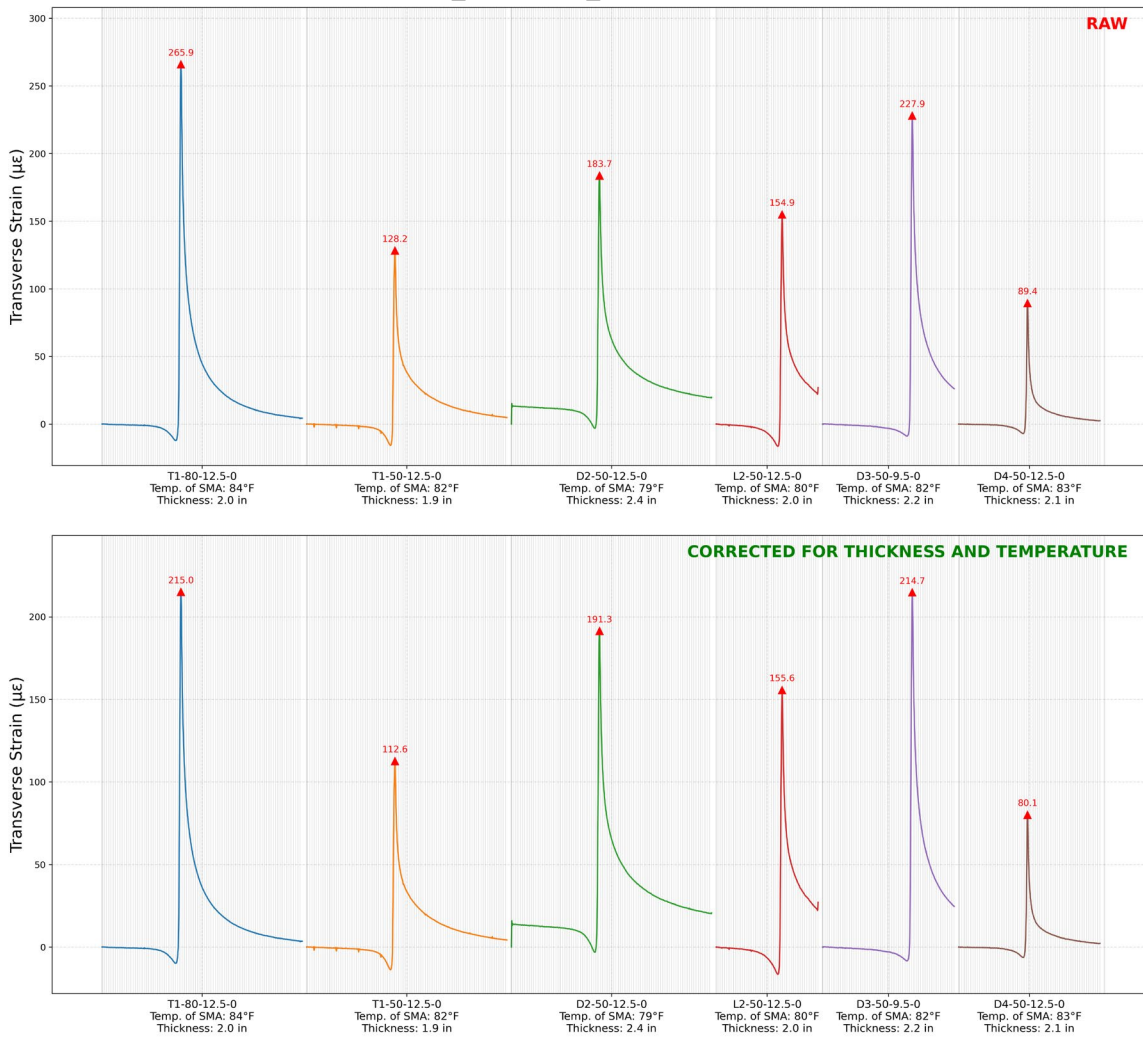 RAW
300
250
200
150
100
50
0
Transverse Strain (με)
265.9
128.2
183.7
154.9
227.9
89.4
T1-80-12.5-0
Temp. of SMA: 84°F
Thickness: 2.0 in
T1-50-12.5-0
Temp. of SMA: 82°F
Thickness: 1.9 in
D2-50-12.5-0
Temp. of SMA: 79°F
Thickness: 2.4 in
L2-50-12.5-0
Temp. of SMA: 80°F
Thickness: 2.0 in
D3-50-9.5-0
Temp. of SMA: 82°F
Thickness: 2.2 in
D4-50-12.5-0
Temp. of SMA: 83°F
Thickness: 2.1 in
CORRECTED FOR THICKNESS AND TEMPERATURE
200
150
100
50
0
Transverse Strain (με)
215.0
112.6
191.3
155.6
214.7
80.1
T1-80-12.5-0
Temp. of SMA: 84°F
Thickness: 2.0 in
T1-50-12.5-0
Temp. of SMA: 82°F
Thickness: 1.9 in
D2-50-12.5-0
Temp. of SMA: 79°F
Thickness: 2.4 in
L2-50-12.5-0
Temp. of SMA: 80°F
Thickness: 2.0 in
D3-50-9.5-0
Temp. of SMA: 82°F
Thickness: 2.2 in
D4-50-12.5-0
Temp. of SMA: 83°F
Thickness: 2.1 in